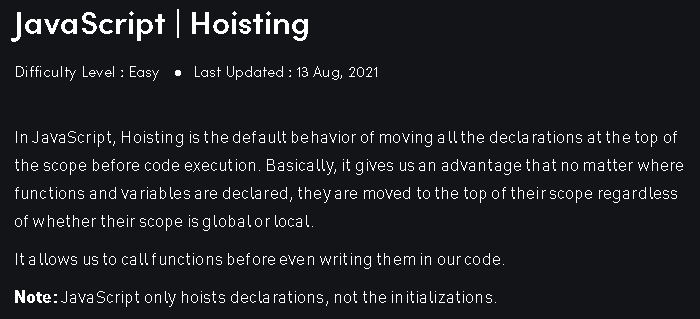 JavaScript | Hoisting
Difficulty Level : Easy ● Last Updated : 13 Aug, 2021
In JavaScript, Hoisting is the default behavior of moving all the declarations at the top of
the scope before code execution. Basically, it gives us an advantage that no matter where
functions and variables are declared, they are moved to the top of their scope regardless
of whether their scope is global or local.
It allows us to call functions before even writing them in our code.
Note: JavaScript only hoists declarations, not the initializations.